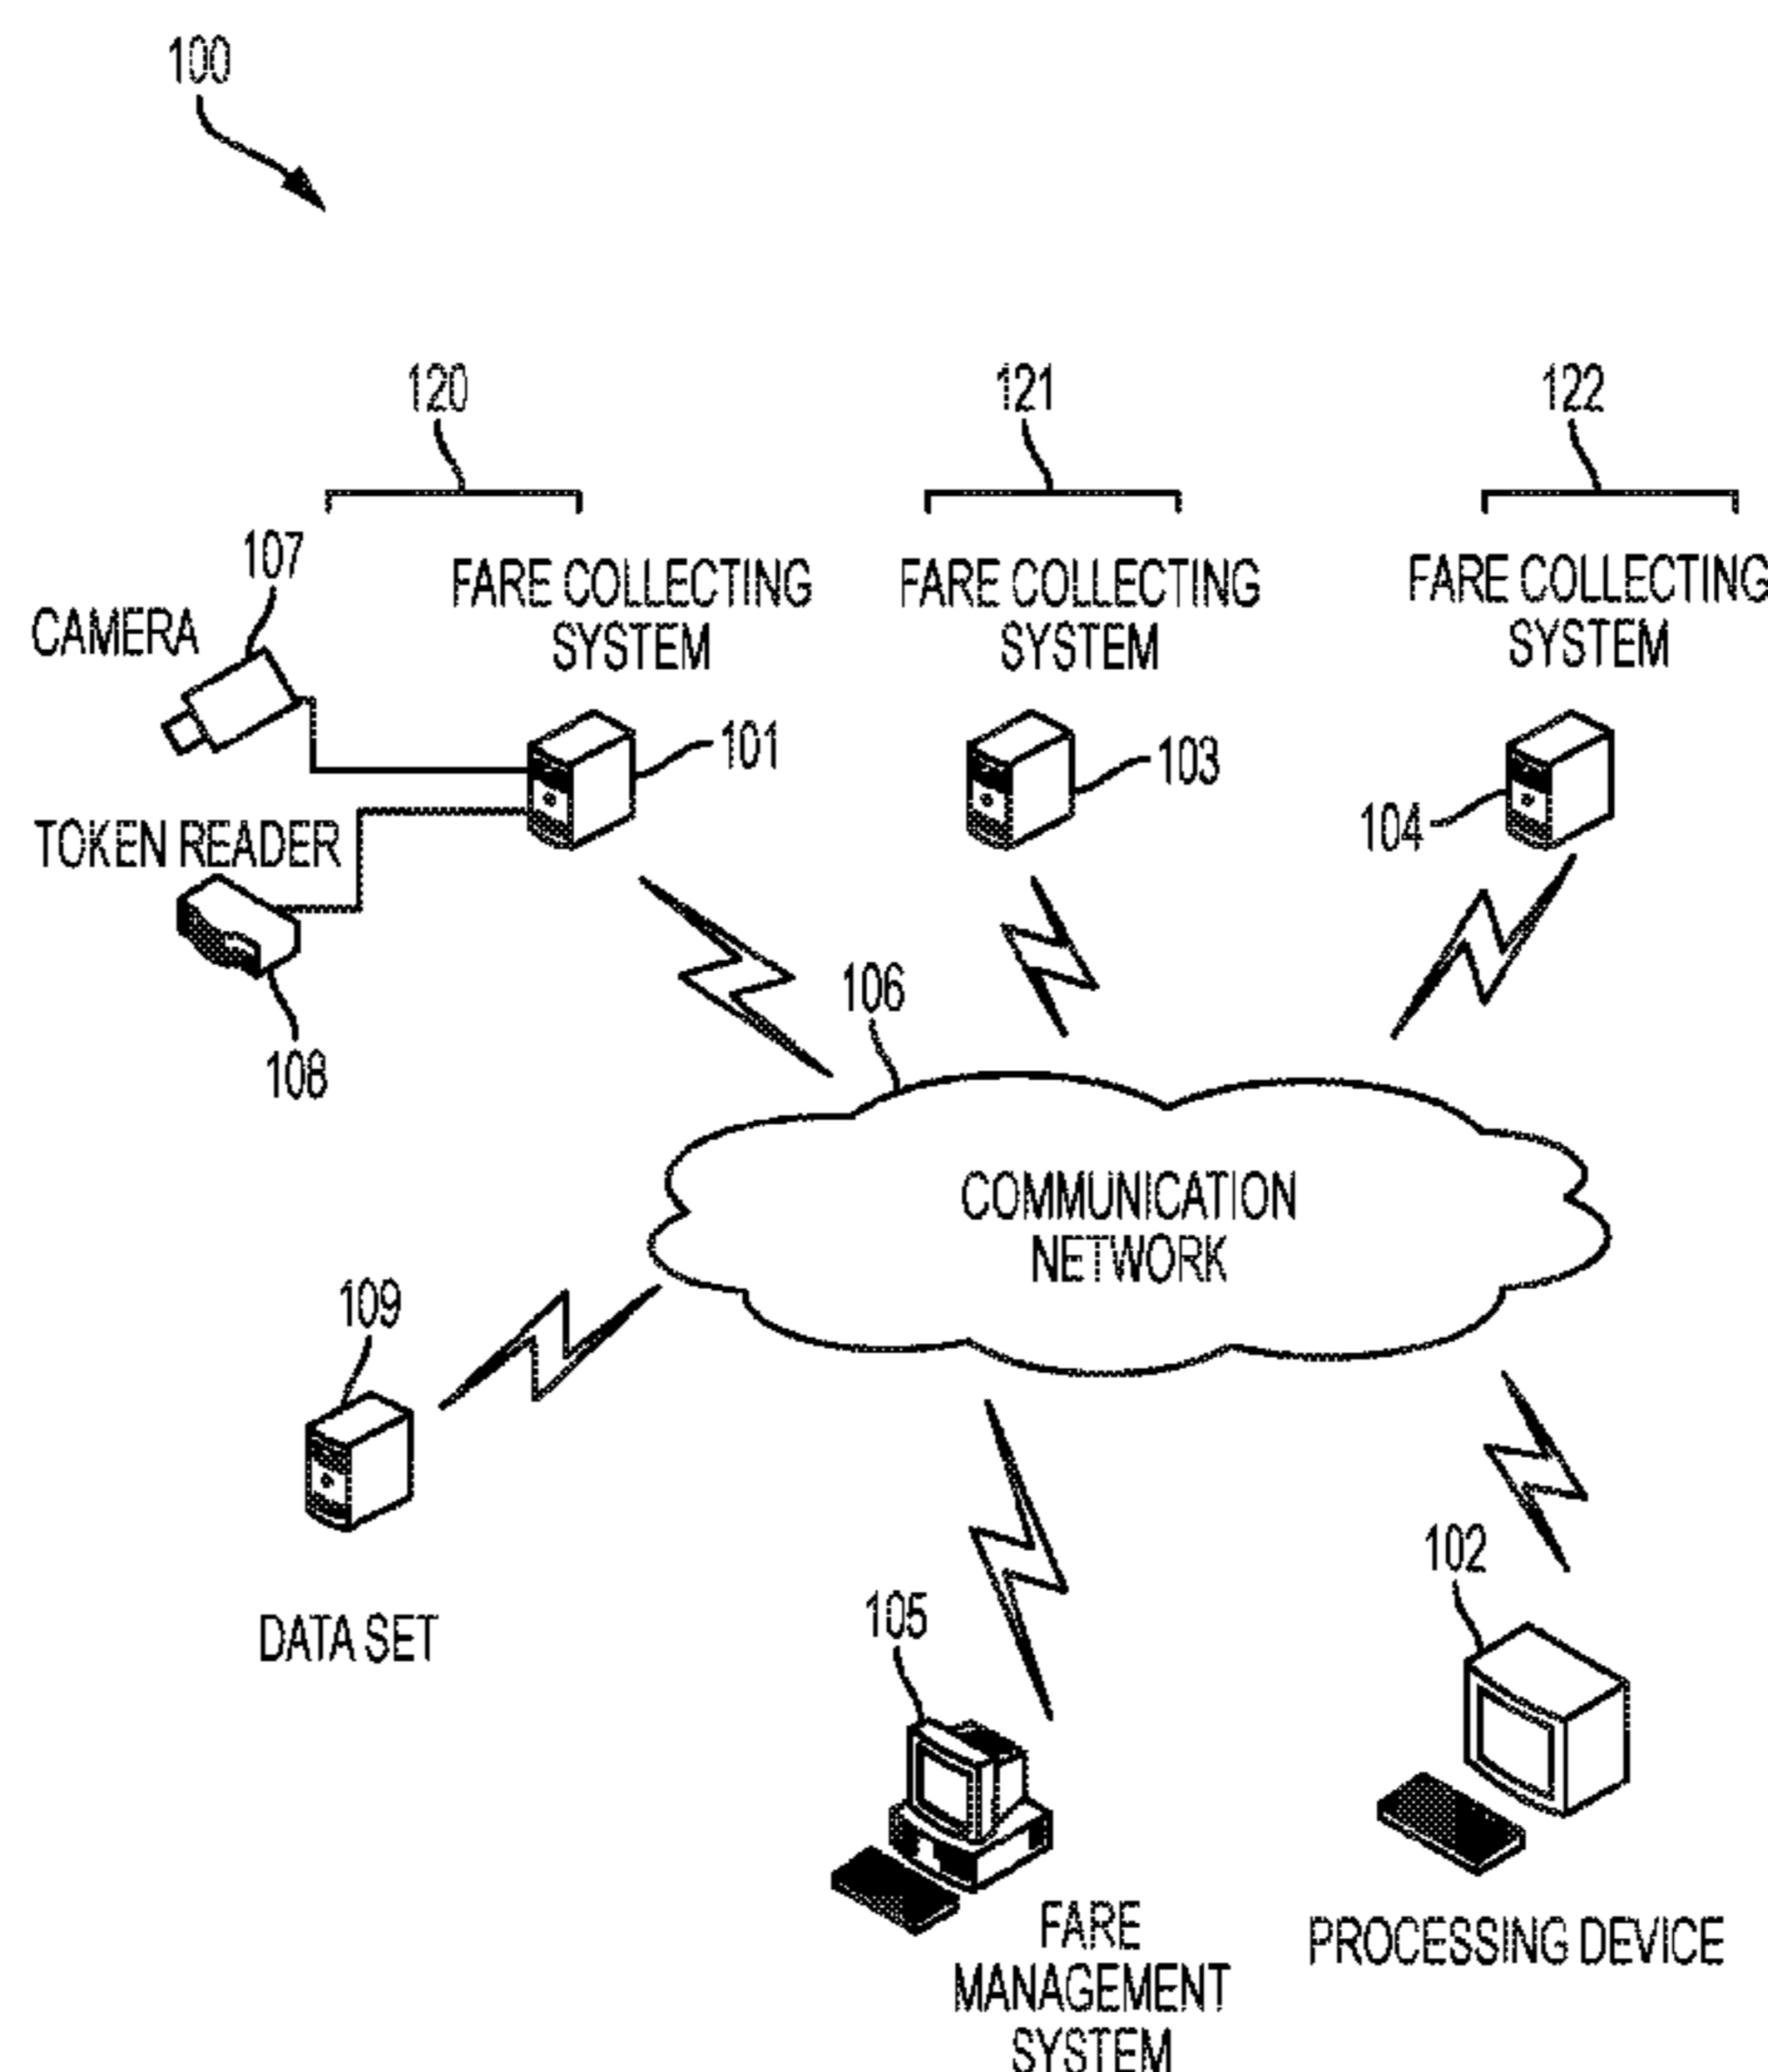 100
120
121
122
107
CAMERA
FARE COLLECTING
SYSTEM
FARE COLLECTING
SYSTEM
FARE COLLECTING
SYSTEM
101
103
104
TOKEN READER
108
106
COMMUNICATION
NETWORK
109
DATA SET
105
102
FARE
MANAGEMENT
SYSTEM
PROCESSING DEVICE